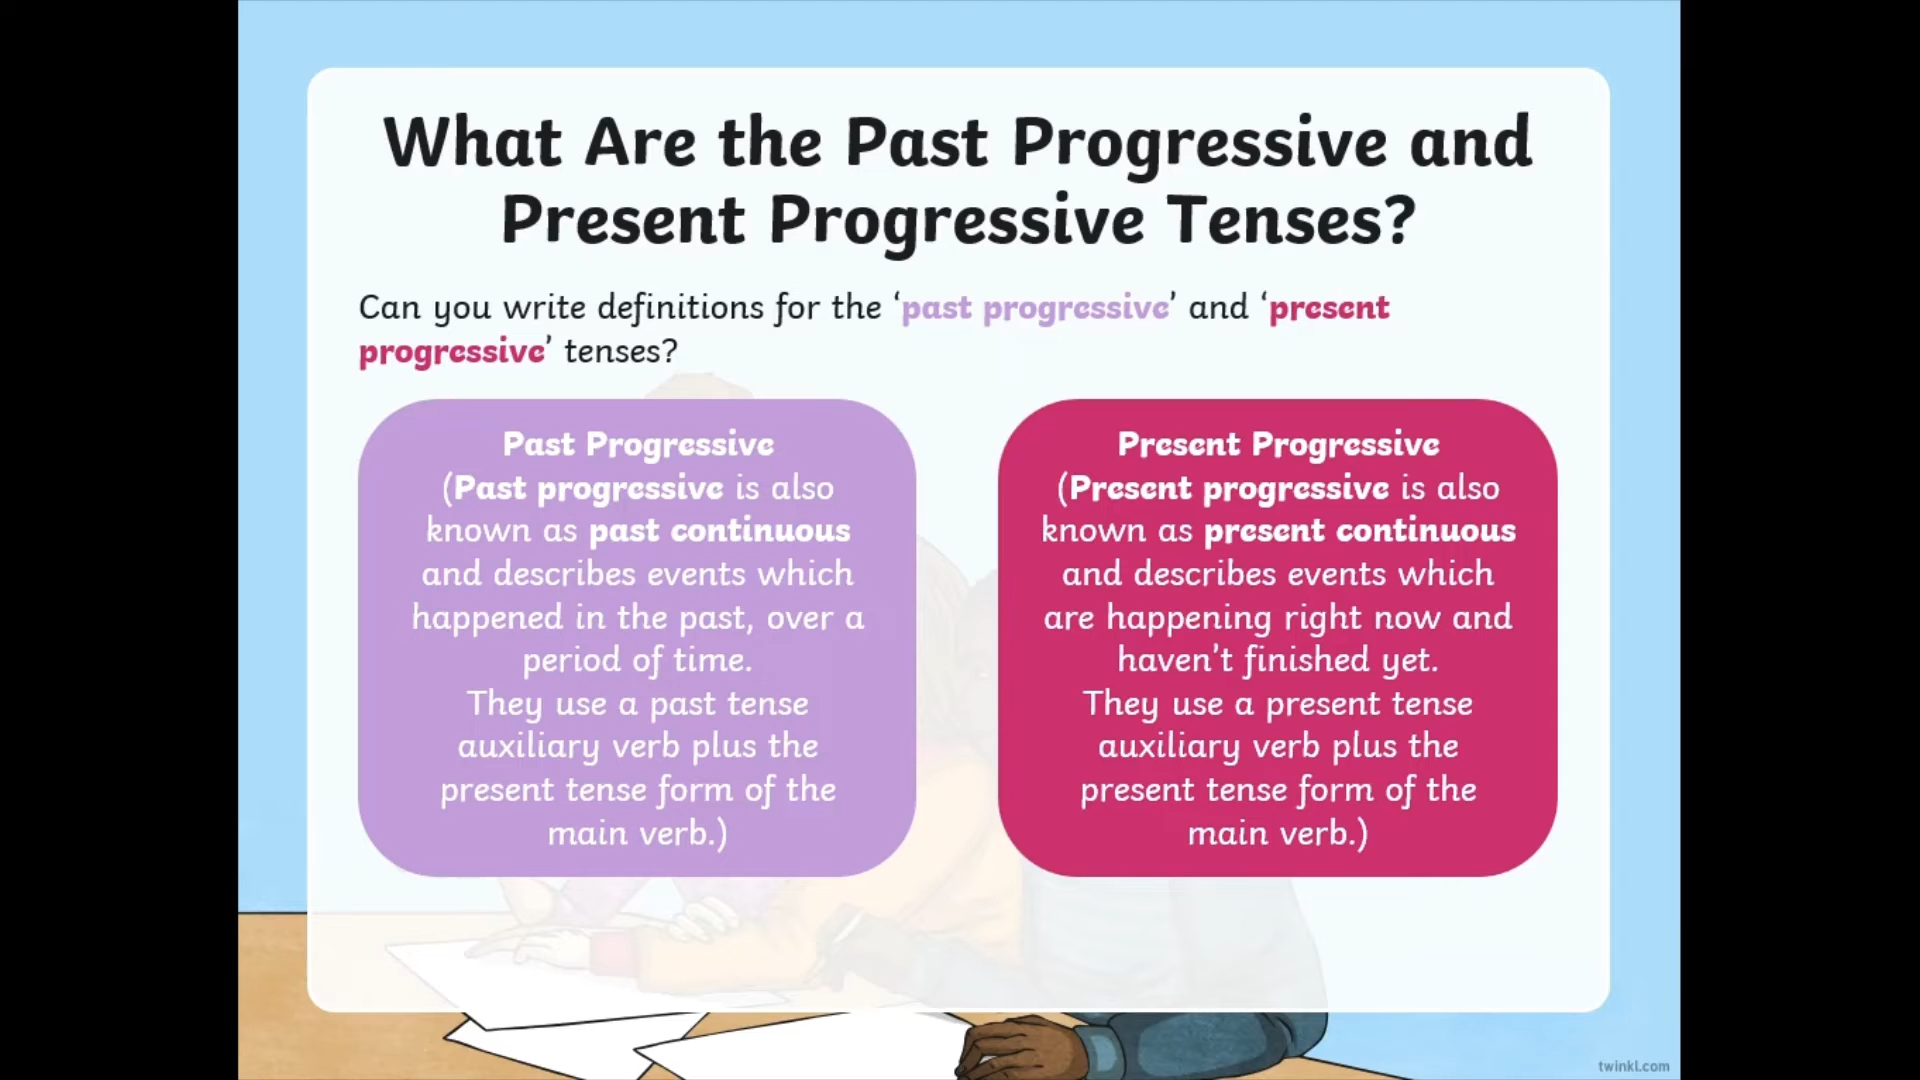 What Are the Past Progressive and
Present Progressive Tenses?
Can you write definitions for the ‘past progressive’ and ‘present
progressive’ tenses?
Past Progressive
(Past progressive is also
known as past continuous
and describes events which
happened in the past, over a
period of time.
They use a past tense
auxiliary verb plus the
present tense form of the
main verb.)
Present Progressive
(Present progressive is also
known as present continuous
and describes events which
are happening right now and
haven’t finished yet.
They use a present tense
auxiliary verb plus the
present tense form of the
main verb.)
twinkl.com